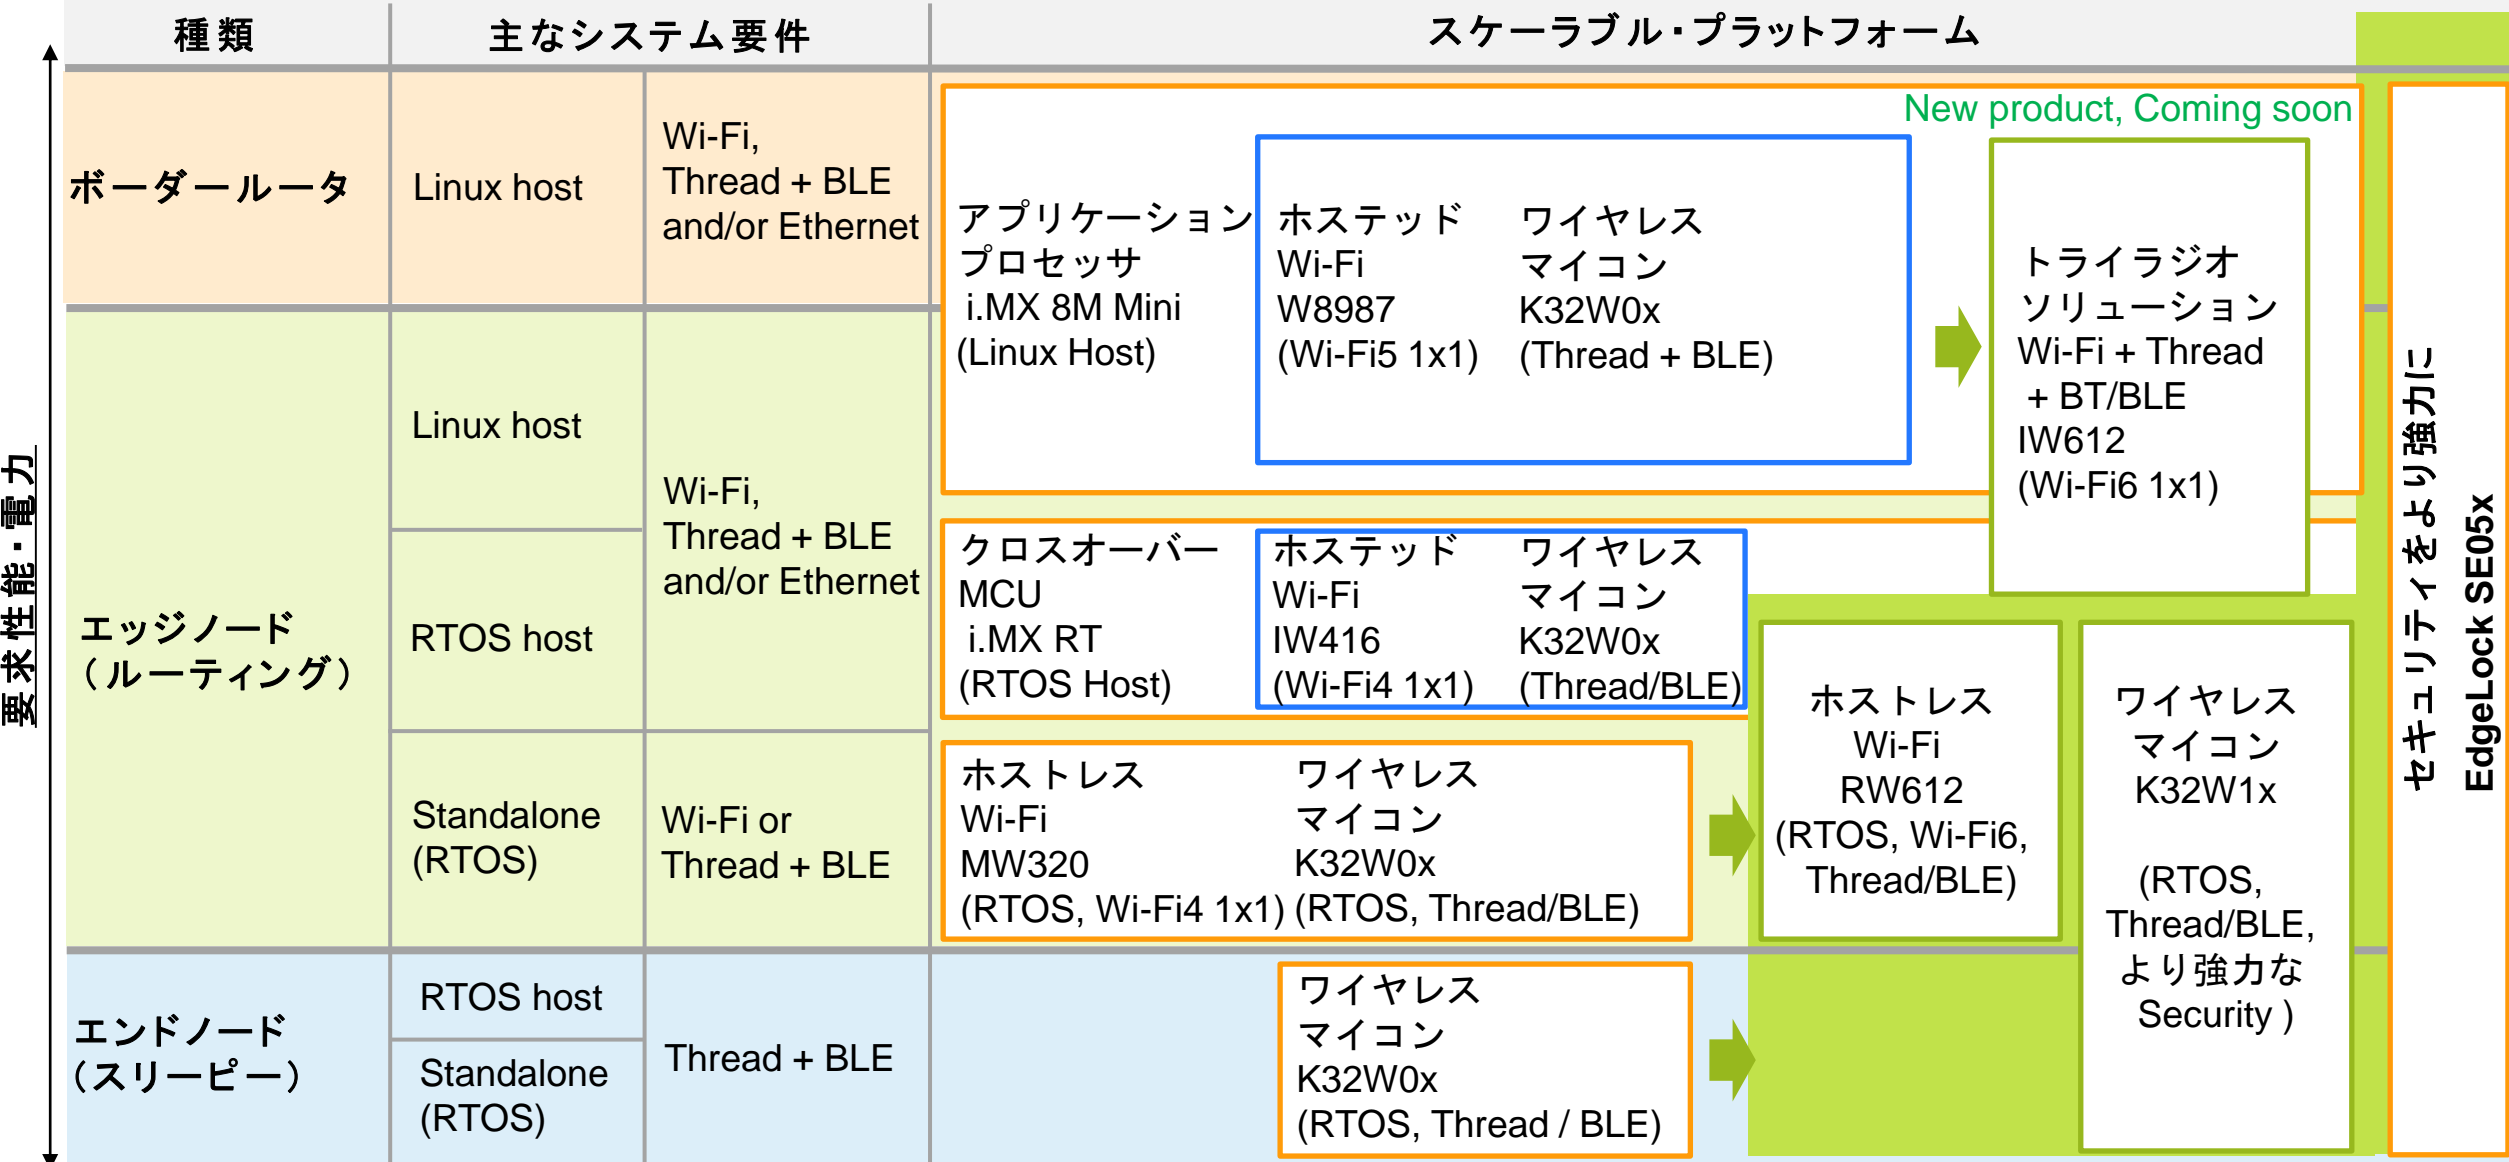 種類
主なシステム要件
スケーラブル・プラットフォーム
要求性能・電力
ボーダールータ
Linux host
Wi-Fi,
Thread + BLE
and/or Ethernet
New product, Coming soon
アプリケーション
プロセッサ
i.MX 8M Mini
(Linux Host)
ホステッド
Wi-Fi
W8987
(Wi-Fi5 1x1)
ワイヤレス
マイコン
K32W0x
(Thread + BLE)
トライラジオ
ソリューション
Wi-Fi + Thread
+ BT/BLE
IW612
(Wi-Fi6 1x1)
エッジノード
（ルーティング）
Linux host
RTOS host
Wi-Fi,
Thread + BLE
and/or Ethernet
クロスオーバー
MCU
i.MX RT
(RTOS Host)
ホステッド
Wi-Fi
IW416
(Wi-Fi4 1x1)
ワイヤレス
マイコン
K32W0x
(Thread/BLE)
Standalone
(RTOS)
Wi-Fi or
Thread + BLE
ホストレス
Wi-Fi
MW320
(RTOS, Wi-Fi4 1x1)
ワイヤレス
マイコン
K32W0x
(RTOS, Thread/BLE)
ホストレス
Wi-Fi
RW612
(RTOS, Wi-Fi6,
Thread/BLE)
ワイヤレス
マイコン
K32W1x
(RTOS,
Thread/BLE,
より強力な
Security )
エンドノード
（スリーピー）
RTOS host
Standalone
(RTOS)
Thread + BLE
ワイヤレス
マイコン
K32W0x
(RTOS, Thread / BLE)
セキュリティをより強力に
EdgeLock SE05x